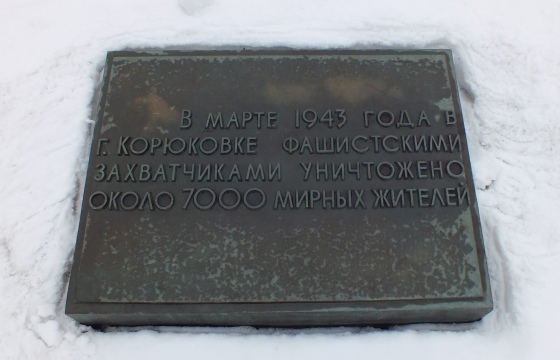 В МАРТЕ 1943 ГОДА В
Г. КОРЮКОВКЕ ФАШИСТСКИМИ
ЗАХВАТЧИКАМИ УНИЧТОЖЕНО
ОКОЛО 7000 МИРНЫХ ЖИТЕЛЕЙ